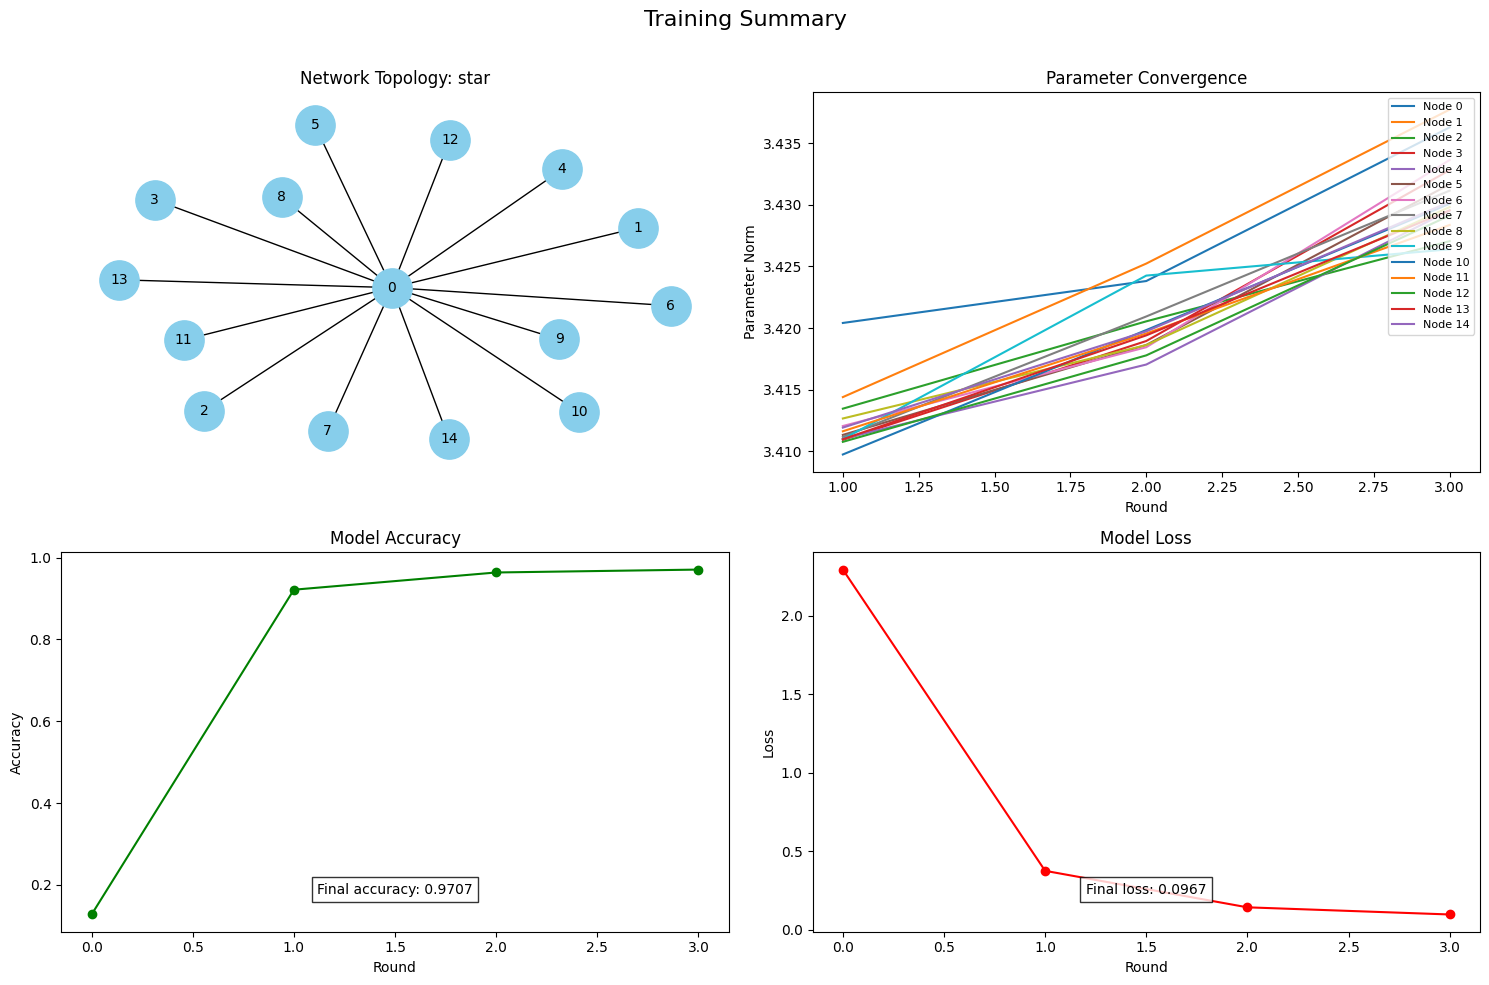 Training Summary
Network Topology: star
5
12
4
3
8
1
13
0
6
11
9
2
7
14
10
Parameter Convergence
Parameter Norm
3.435
3.430
3.425
3.420
3.415
3.410
Node 0
Node 1
Node 2
Node 3
Node 4
Node 5
Node 6
Node 7
Node 8
Node 9
Node 10
Node 11
Node 12
Node 13
Node 14
1.00 1.25 1.50 1.75 2.00 2.25 2.50 2.75 3.00
Round
Model Accuracy
Accuracy
1.0
0.8
0.6
0.4
0.2
Final accuracy: 0.9707
0.0 0.5 1.0 1.5 2.0 2.5 3.0
Round
Model Loss
Loss
2.0
1.5
1.0
0.5
0.0
Final loss: 0.0967
0.0 0.5 1.0 1.5 2.0 2.5 3.0
Round